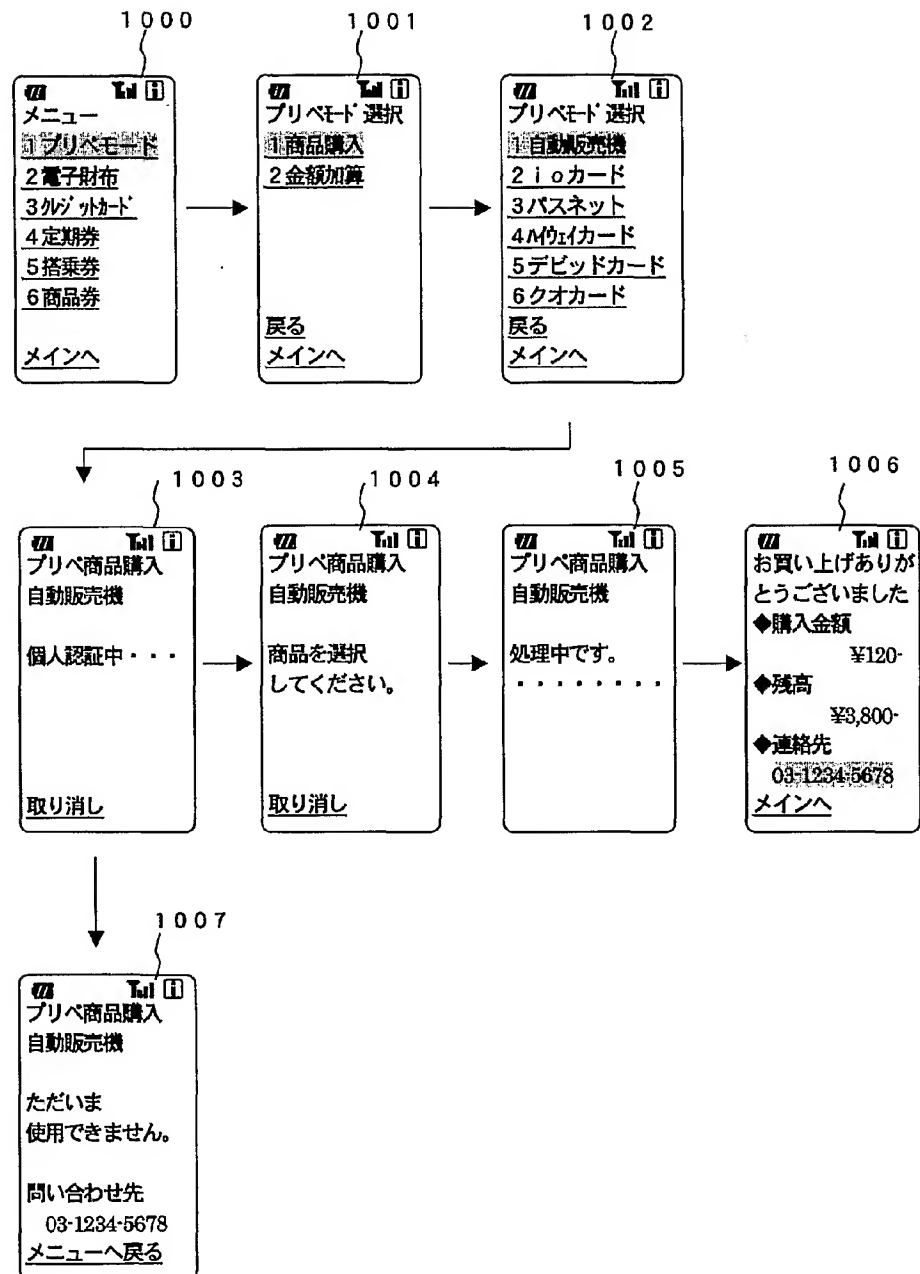 1000
メニュー
1プリペモード
2電子財布
3クレジットカード
4定期券
5搭乗券
6商品券
メインへ
1001
プリペモード選択
1商品購入
2金額加算
戻る
メインへ
1002
プリペモード選択
1自動販売機
2ioカード
3パスネット
4ハイウェイカード
5デビッドカード
6クオカード
戻る
メインへ
1003
プリペ商品購入
自動販売機
個人認証中・・・
取り消し
1004
プリペ商品購入
自動販売機
商品を選択
してください。
取り消し
1005
プリペ商品購入
自動販売機
処理中です。
・・・・・・・・
1006
お買い上げありが
とうございました
◆購入金額
¥120-
◆残高
¥3,800-
◆連絡先
03-1234-5678
メインへ
1007
プリペ商品購入
自動販売機
ただいま
使用できません。
問い合わせ先
03-1234-5678
メニューへ戻る